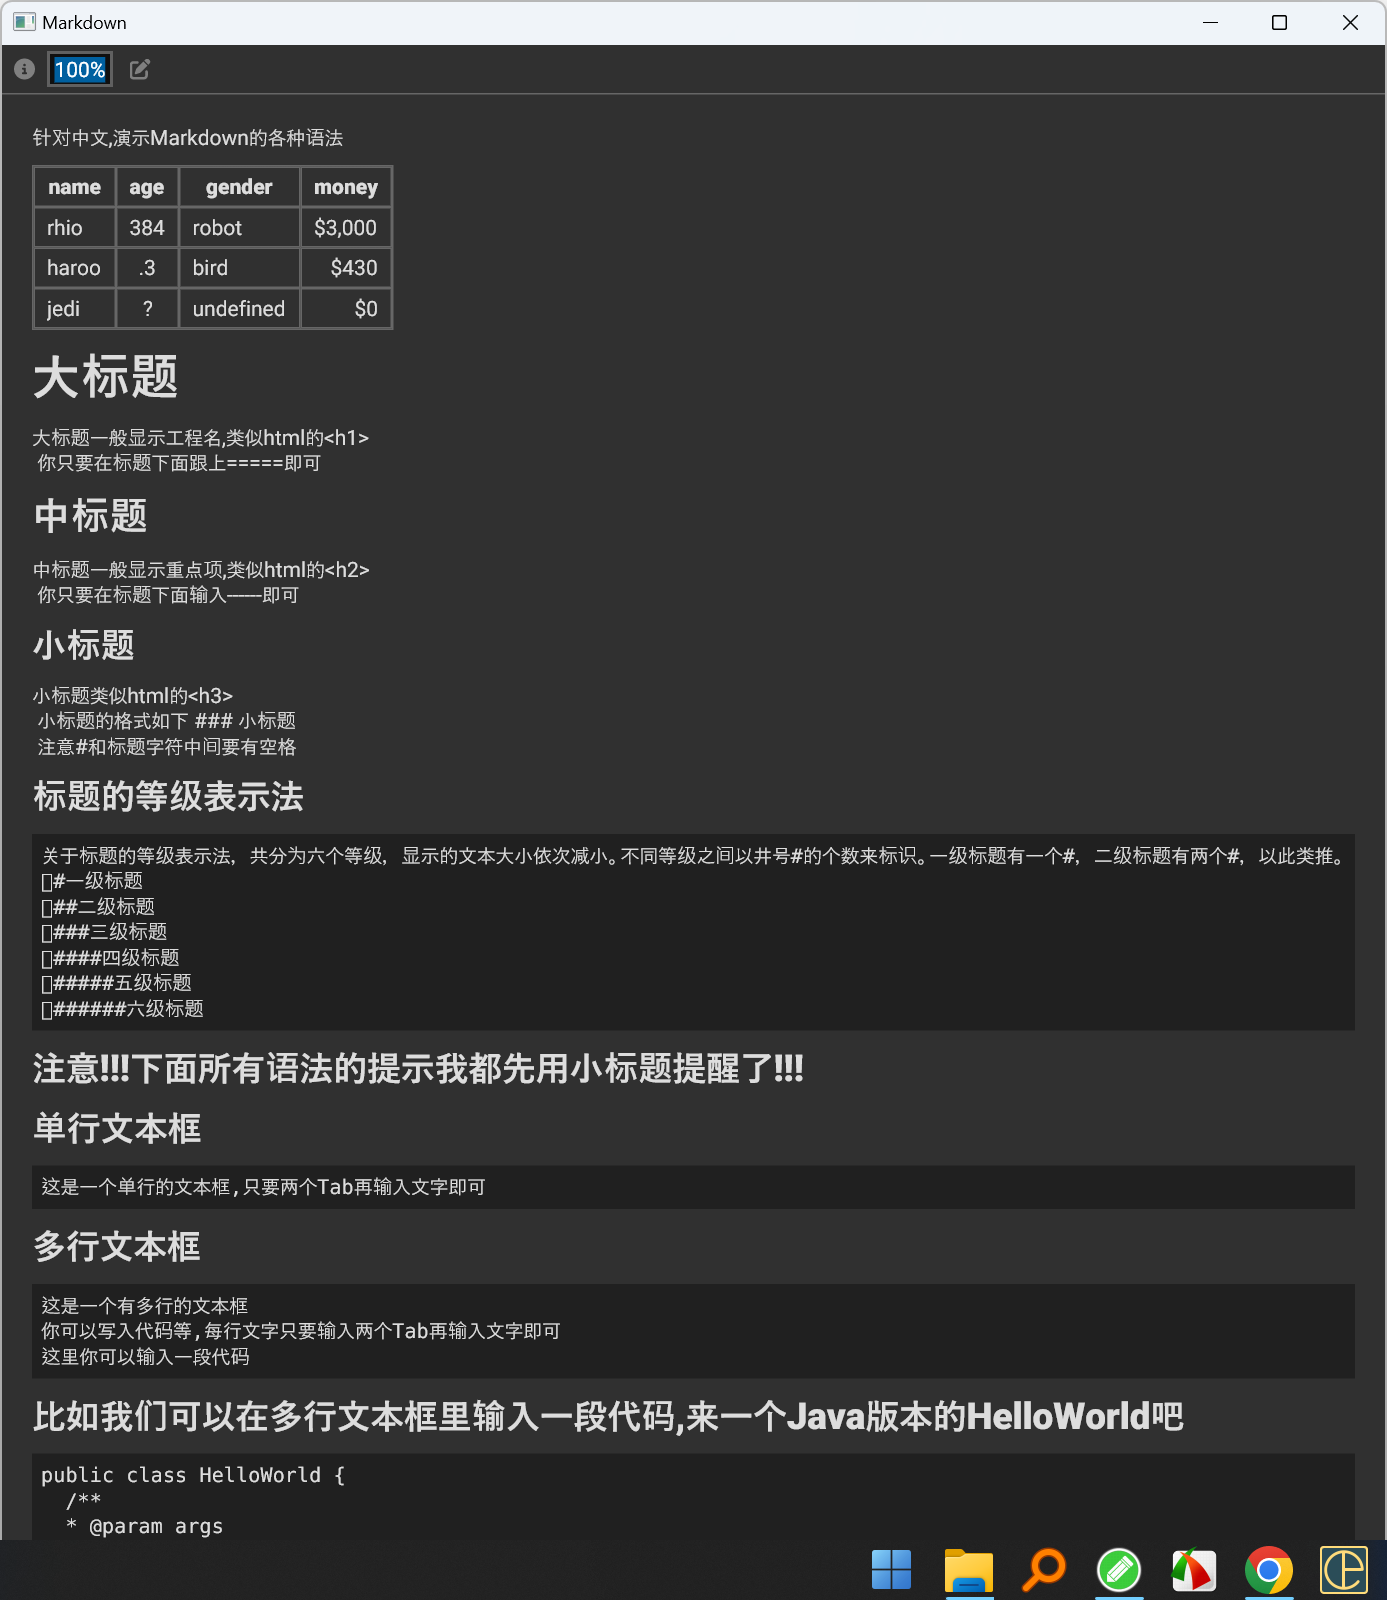 Markdown
100%
针对中文,演示Markdown的各种语法
name age gender money
rhio 384 robot $3,000
haroo .3 bird $430
jedi ? undefined $0
大标题
大标题一般显示工程名,类似html的<h1>
你只要在标题下面跟上=====即可
中标题
中标题一般显示重点项,类似html的<h2>
你只要在标题下面输入------即可
小标题
小标题类似html的<h3>
小标题的格式如下 ### 小标题
注意#和标题字符中间要有空格
标题的等级表示法
关于标题的等级表示法，共分为六个等级，显示的文本大小依次减小。不同等级之间以井号#的个数来标识。一级标题有一个#，二级标题有两个#，以此类推。
#一级标题
##二级标题
###三级标题
####四级标题
#####五级标题
######六级标题
注意!!!下面所有语法的提示我都先用小标题提醒了!!!
单行文本框
这是一个单行的文本框,只要两个Tab再输入文字即可
多行文本框
这是一个有多行的文本框
你可以写入代码等,每行文字只要输入两个Tab再输入文字即可
这里你可以输入一段代码
比如我们可以在多行文本框里输入一段代码,来一个Java版本的HelloWorld吧
public class HelloWorld {
/**
* @param args